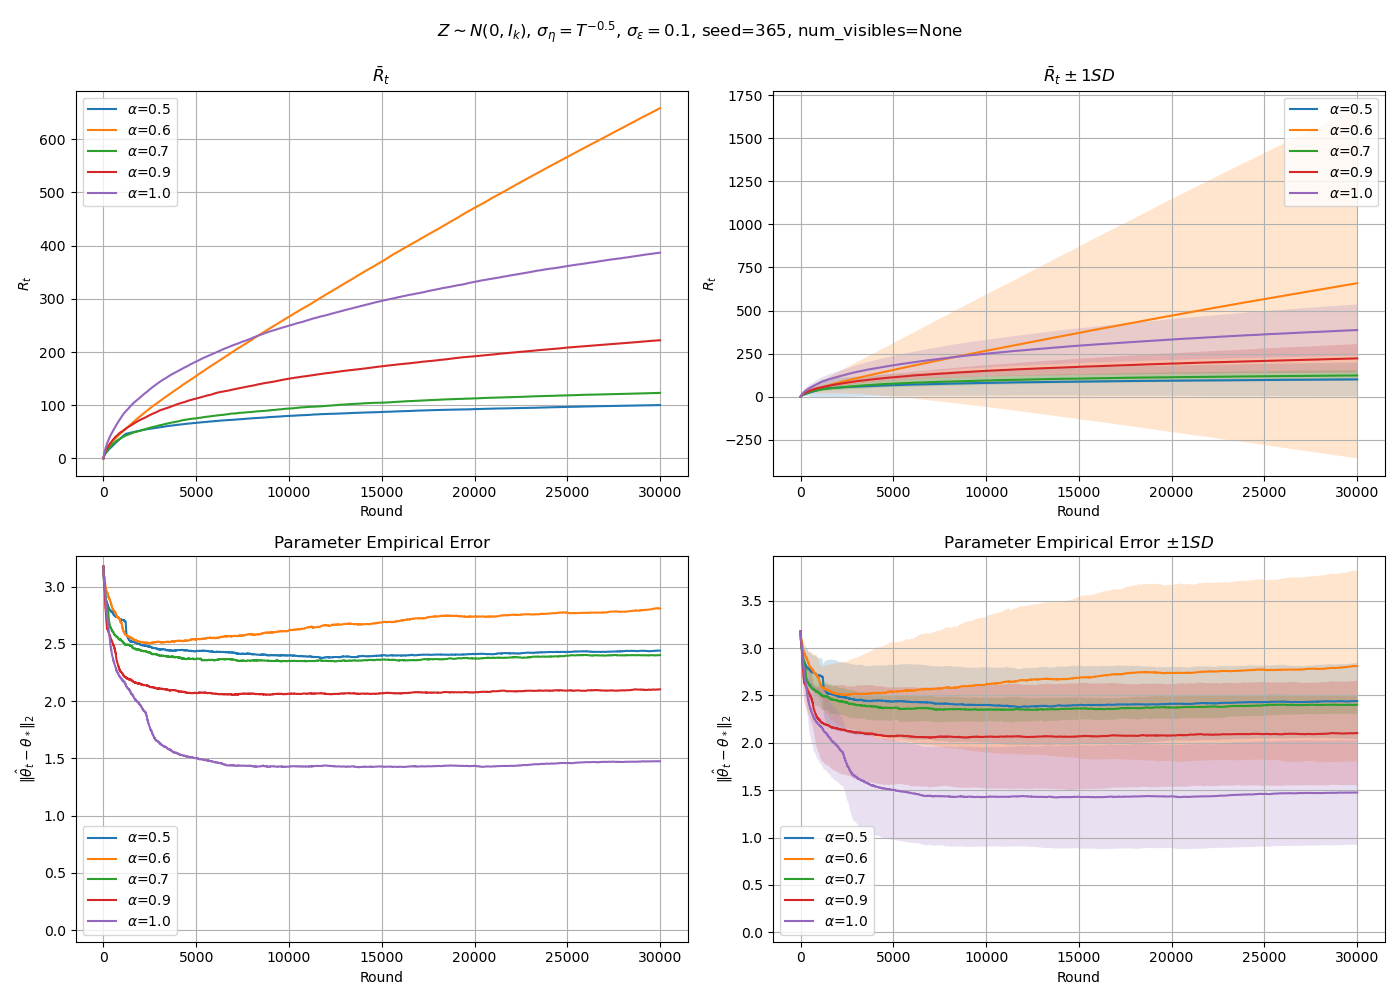 Z ~ N(0, I_k), σ_η = T^{-0.5}, σ_ε = 0.1, seed=365, num_visibles=None
R̄_t
R_t
600
500
400
300
200
100
0
α=0.5
α=0.6
α=0.7
α=0.9
α=1.0
0 5000 10000 15000 20000 25000 30000
Round
R̄_t ± 1SD
R_t
1750
1500
1250
1000
750
500
250
0
−250
α=0.5
α=0.6
α=0.7
α=0.9
α=1.0
0 5000 10000 15000 20000 25000 30000
Round
Parameter Empirical Error
‖θ̂_t − θ_*‖_2
3.0
2.5
2.0
1.5
1.0
0.5
0.0
α=0.5
α=0.6
α=0.7
α=0.9
α=1.0
0 5000 10000 15000 20000 25000 30000
Round
Parameter Empirical Error ±1SD
‖θ̂_t − θ_*‖_2
3.5
3.0
2.5
2.0
1.5
1.0
0.5
0.0
α=0.5
α=0.6
α=0.7
α=0.9
α=1.0
0 5000 10000 15000 20000 25000 30000
Round